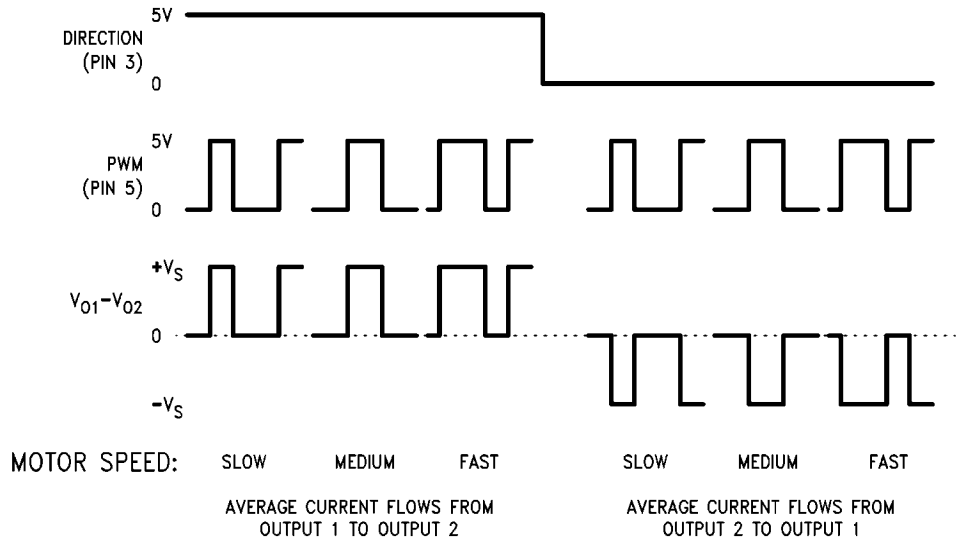 5V
DIRECTION
(PIN 3)
0
5V
PWM
(PIN 5)
0
+VS
VO1-VO2
0
-VS
MOTOR SPEED: SLOW MEDIUM FAST SLOW MEDIUM FAST
AVERAGE CURRENT FLOWS FROM
OUTPUT 1 TO OUTPUT 2
AVERAGE CURRENT FLOWS FROM
OUTPUT 2 TO OUTPUT 1